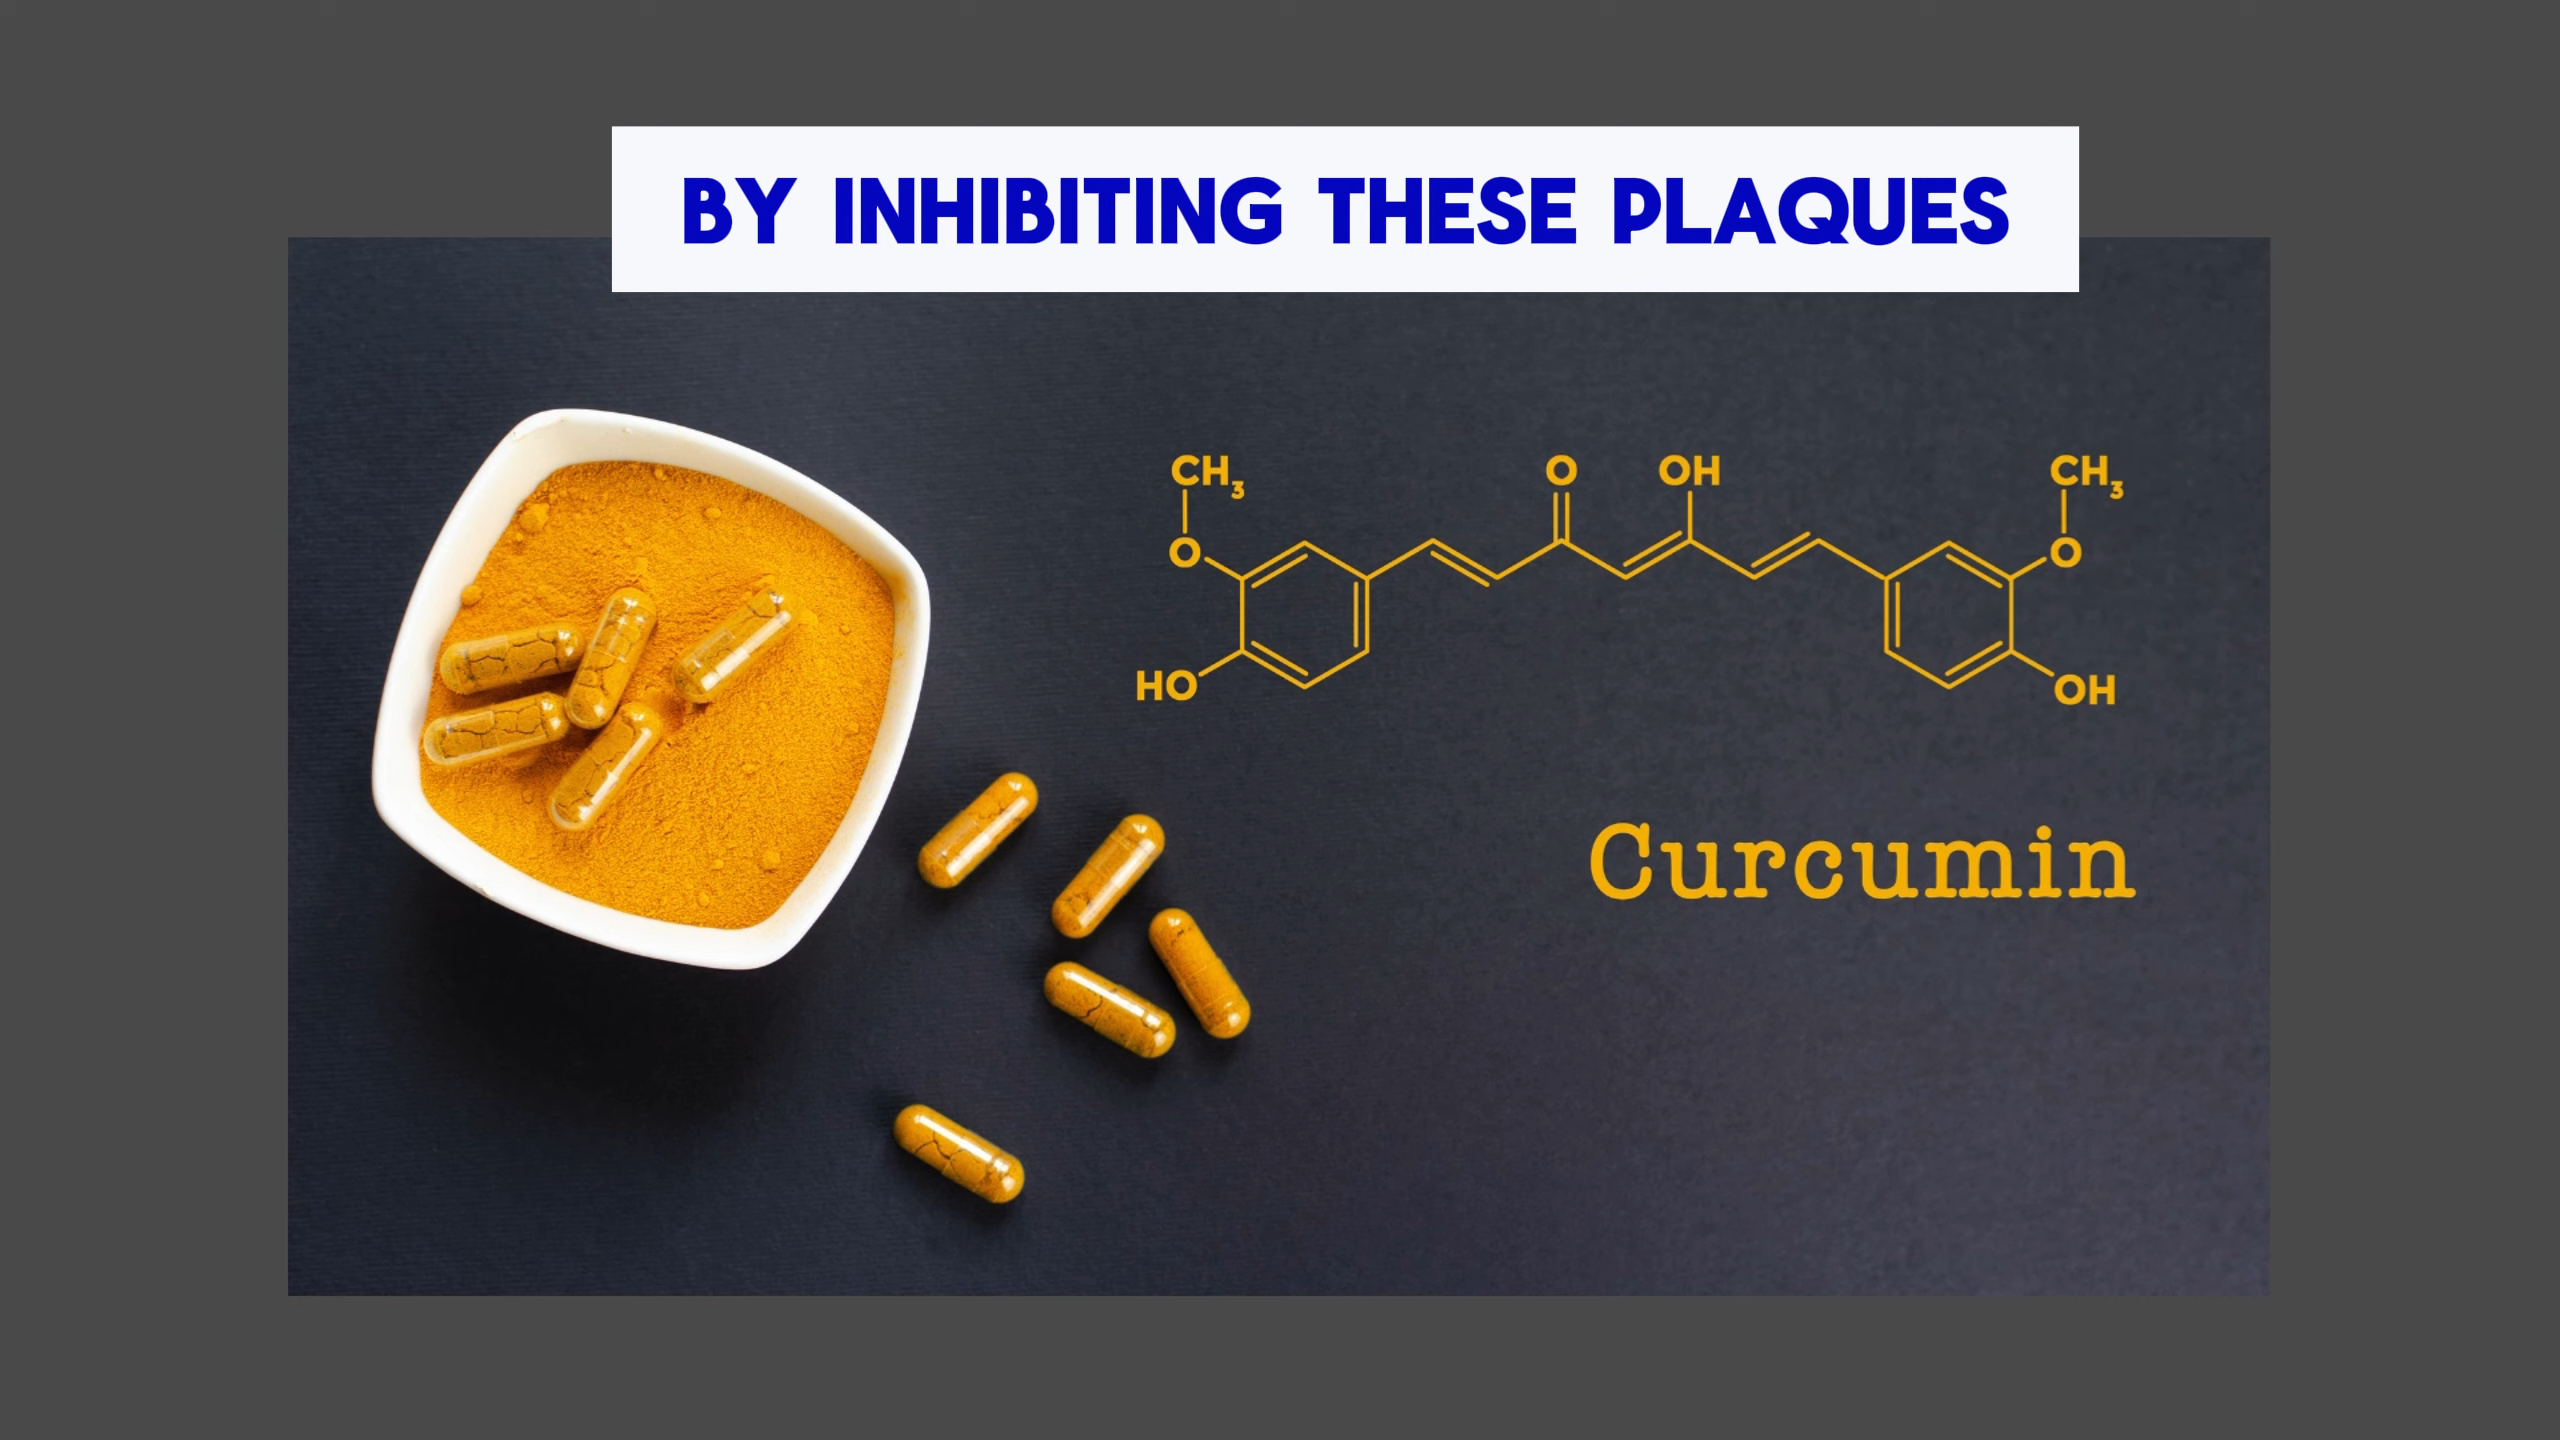 BY INHIBITING THESE PLAQUES
CH₃ O OH CH₃
O O
HO OH
Curcumin